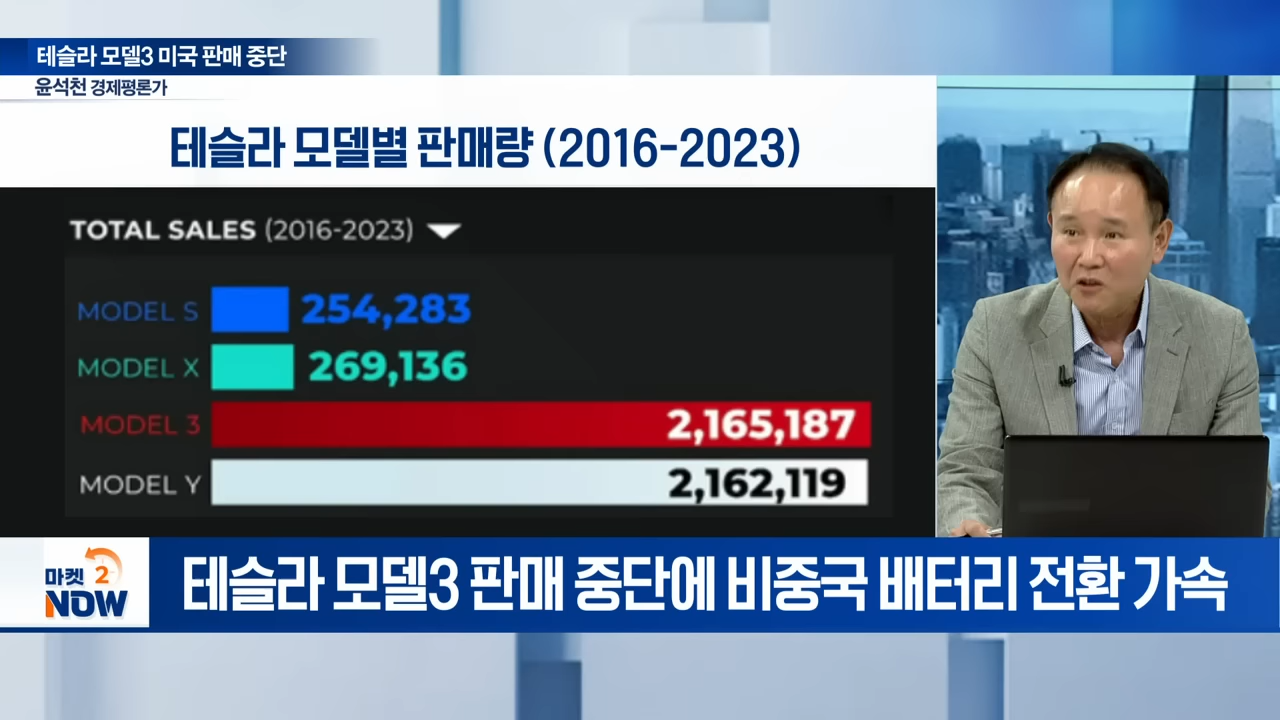 테슬라 모델3 미국 판매 중단
윤석천 경제평론가
테슬라 모델별 판매량 (2016-2023)
TOTAL SALES (2016-2023)
MODEL S 254,283
MODEL X 269,136
MODEL 3 2,165,187
MODEL Y 2,162,119
마켓 2
NOW
테슬라 모델3 판매 중단에 비중국 배터리 전환 가속